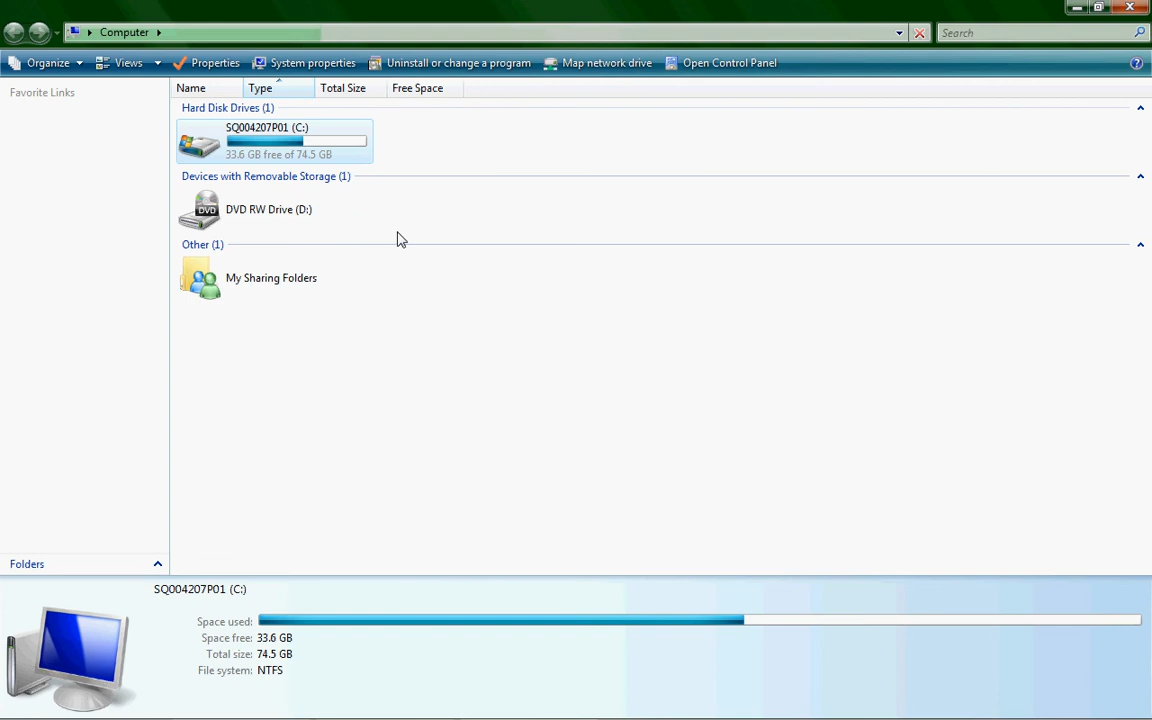 Computer
Search
Organize Views Properties System properties Uninstall or change a program Map network drive Open Control Panel
Favorite Links
Name Type Total Size Free Space
Hard Disk Drives (1)
SQ004207P01 (C:)
33.6 GB free of 74.5 GB
Devices with Removable Storage (1)
DVD
DVD RW Drive (D:)
Other (1)
My Sharing Folders
Folders
SQ004207P01 (C:)
Space used:
Space free: 33.6 GB
Total size: 74.5 GB
File system: NTFS